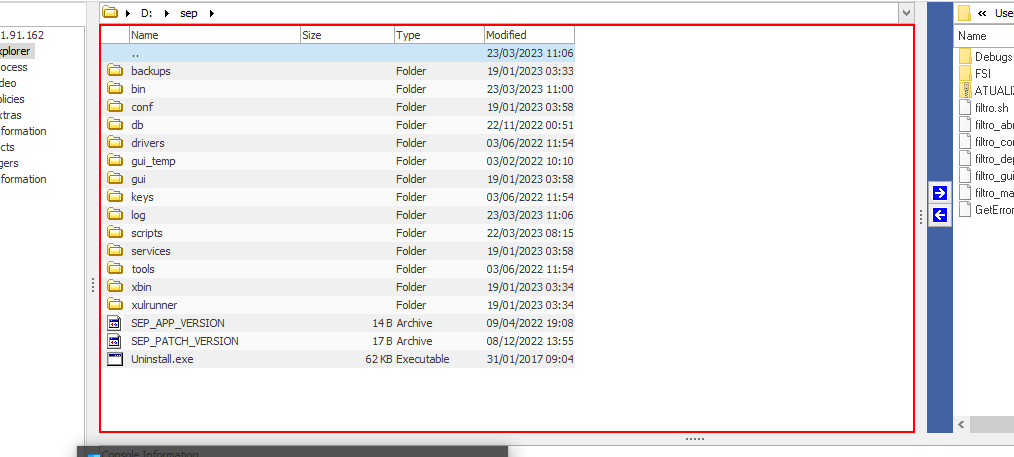 D: sep
« Use
1.91.162
xplorer
ocess
deo
olicies
xtras
formation
cts
gers
formation
Name Size Type Modified
.. 23/03/2023 11:06
backups Folder 19/01/2023 03:33
bin Folder 23/03/2023 11:00
conf Folder 19/01/2023 03:58
db Folder 22/11/2022 00:51
drivers Folder 03/06/2022 11:54
gui_temp Folder 03/02/2022 10:10
gui Folder 19/01/2023 03:58
keys Folder 03/06/2022 11:54
log Folder 23/03/2023 11:06
scripts Folder 22/03/2023 08:15
services Folder 19/01/2023 03:58
tools Folder 03/06/2022 11:54
xbin Folder 19/01/2023 03:34
xulrunner Folder 19/01/2023 03:34
SEP_APP_VERSION 14 B Archive 09/04/2022 19:08
SEP_PATCH_VERSION 17 B Archive 08/12/2022 13:55
Uninstall.exe 62 KB Executable 31/01/2017 09:04
Name
Debugs
FSI
ATUALIZ
filtro.sh
filtro_abr
filtro_con
filtro_dep
filtro_gui
filtro_ma
GetError
Console Information